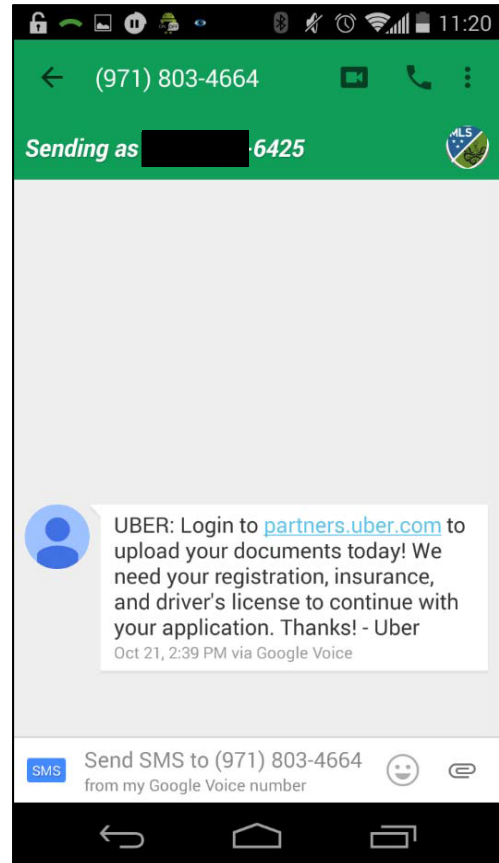 11:20
(971) 803-4664
Sending as -6425
MLS
UBER: Login to partners.uber.com to
upload your documents today! We
need your registration, insurance,
and driver's license to continue with
your application. Thanks! - Uber
Oct 21, 2:39 PM via Google Voice
SMS
Send SMS to (971) 803-4664
from my Google Voice number